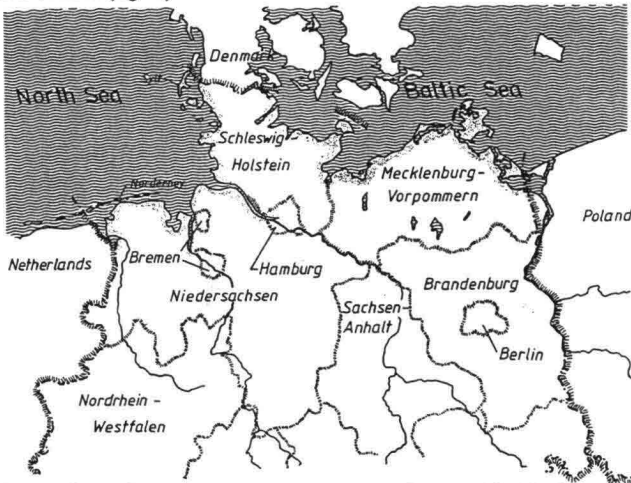 Denmark
North Sea
Baltic Sea
Schleswig-
Holstein
Mecklenburg-
Vorpommern
Norderney
Poland
Netherlands
Bremen
Hamburg
Brandenburg
Niedersachsen
Sachsen-
Anhalt
Berlin
Nordrhein -
Westfalen